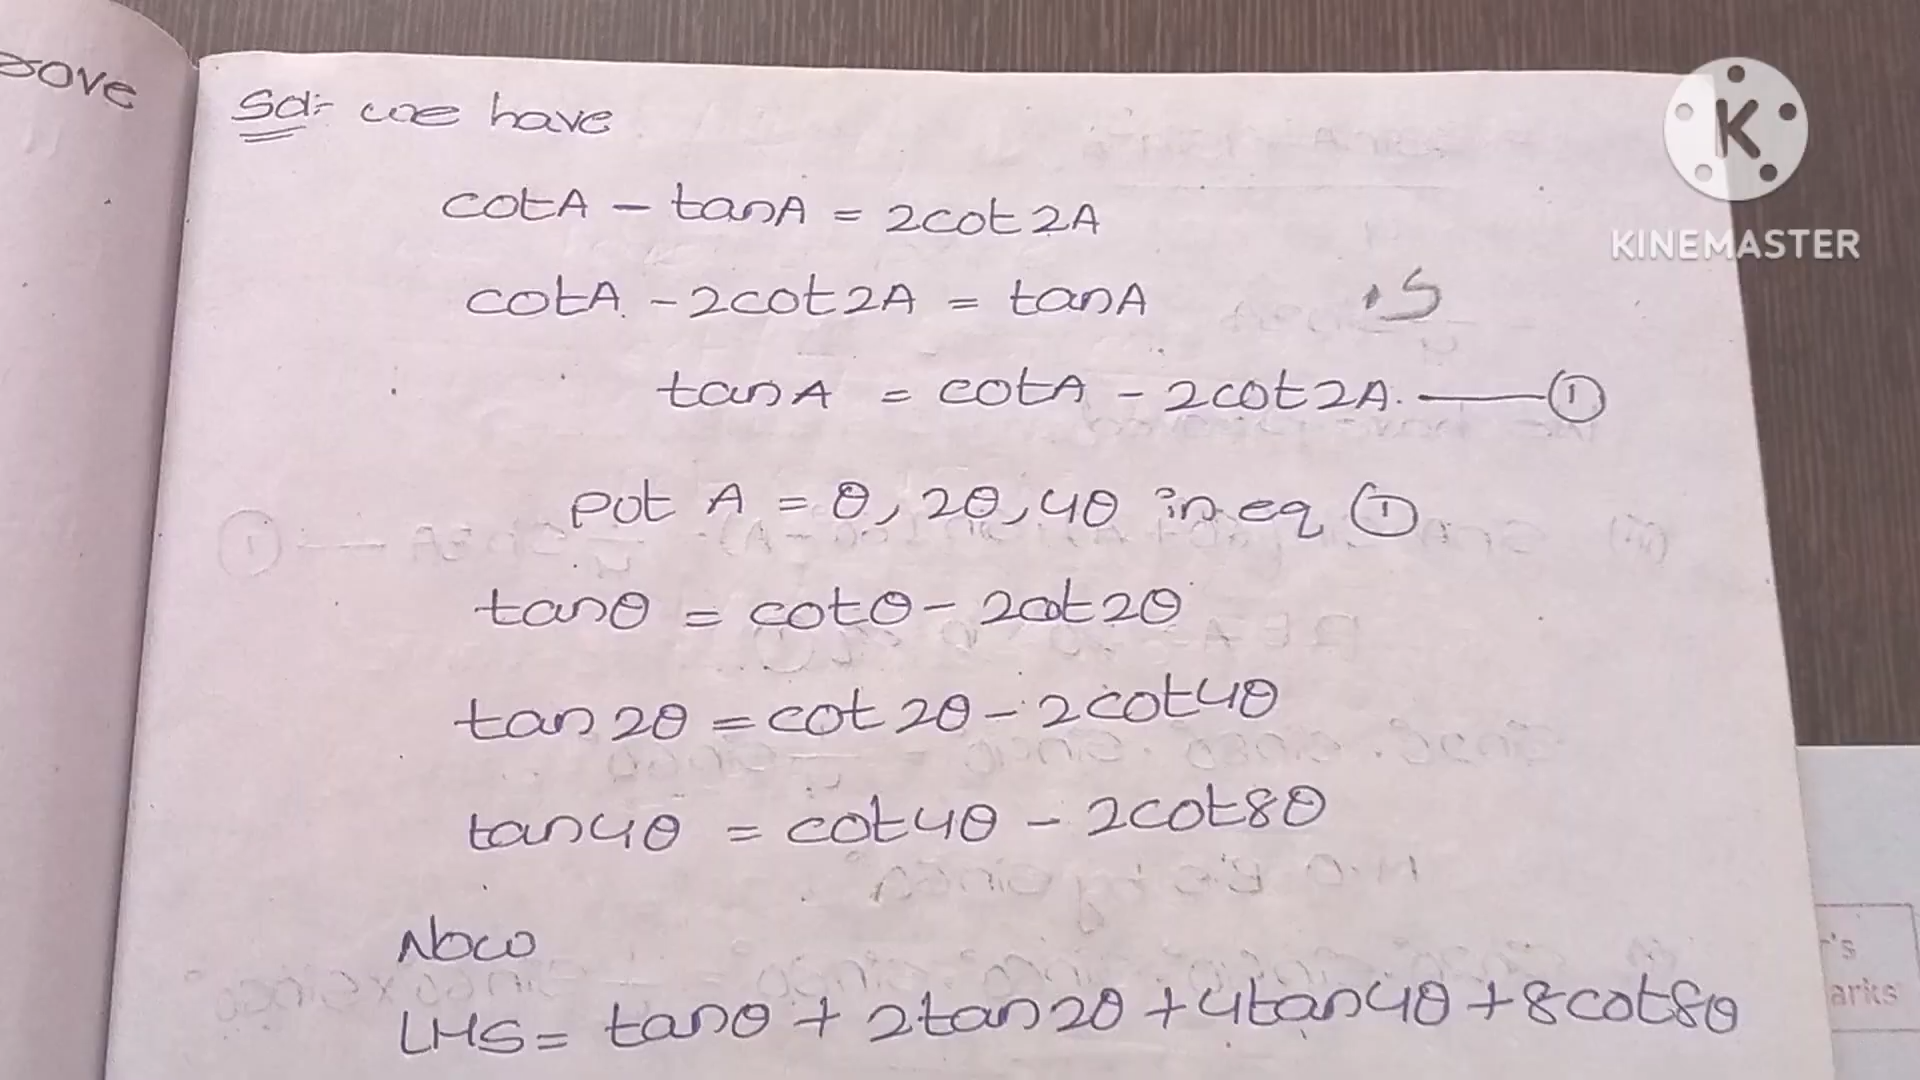 Sol:- we have
cotA - tanA = 2cot2A
cotA - 2cot2A = tanA
tanA = cotA - 2cot2A. —— ①
put A = θ, 2θ, 4θ in eq ①
tanθ = cotθ - 2cot2θ
tan2θ = cot2θ - 2cot4θ
tan4θ = cot4θ - 2cot8θ
Now
LHS = tanθ + 2tan2θ + 4tan4θ + 8cot8θ
K
KINEMASTER